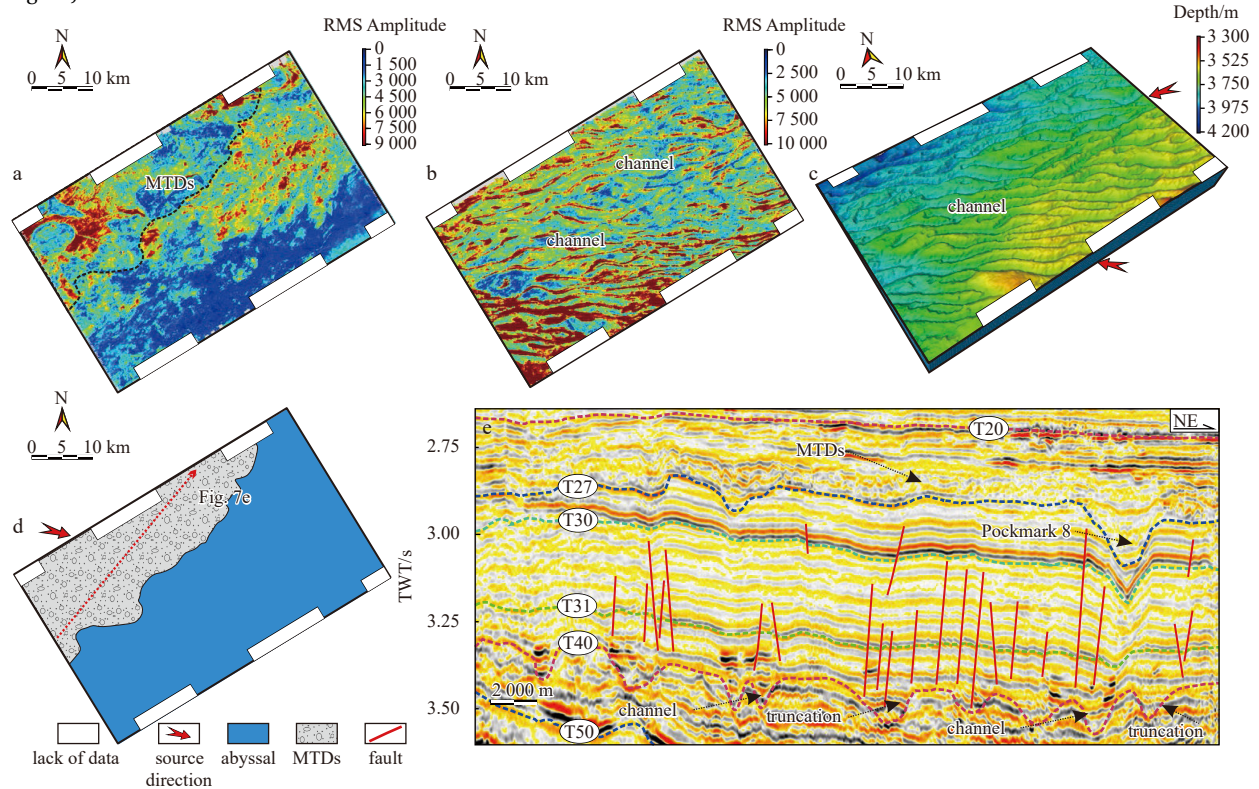 RMS Amplitude
N
0 5 10 km
0
1 500
3 000
4 500
6 000
7 500
9 000
a
MTDs
RMS Amplitude
N
0 5 10 km
0
2 500
5 000
7 500
10 000
b
channel
channel
Depth/m
N
0 5 10 km
3 300
3 525
3 750
3 975
4 200
c
channel
N
0 5 10 km
d
Fig. 7e
lack of data
source
direction
abyssal
MTDs
fault
TWT/s
2.75
3.00
3.25
3.50
e
NE
T20
MTDs
T27
T30
Pockmark 8
T31
T40
2 000 m
channel
truncation
channel
truncation
T50